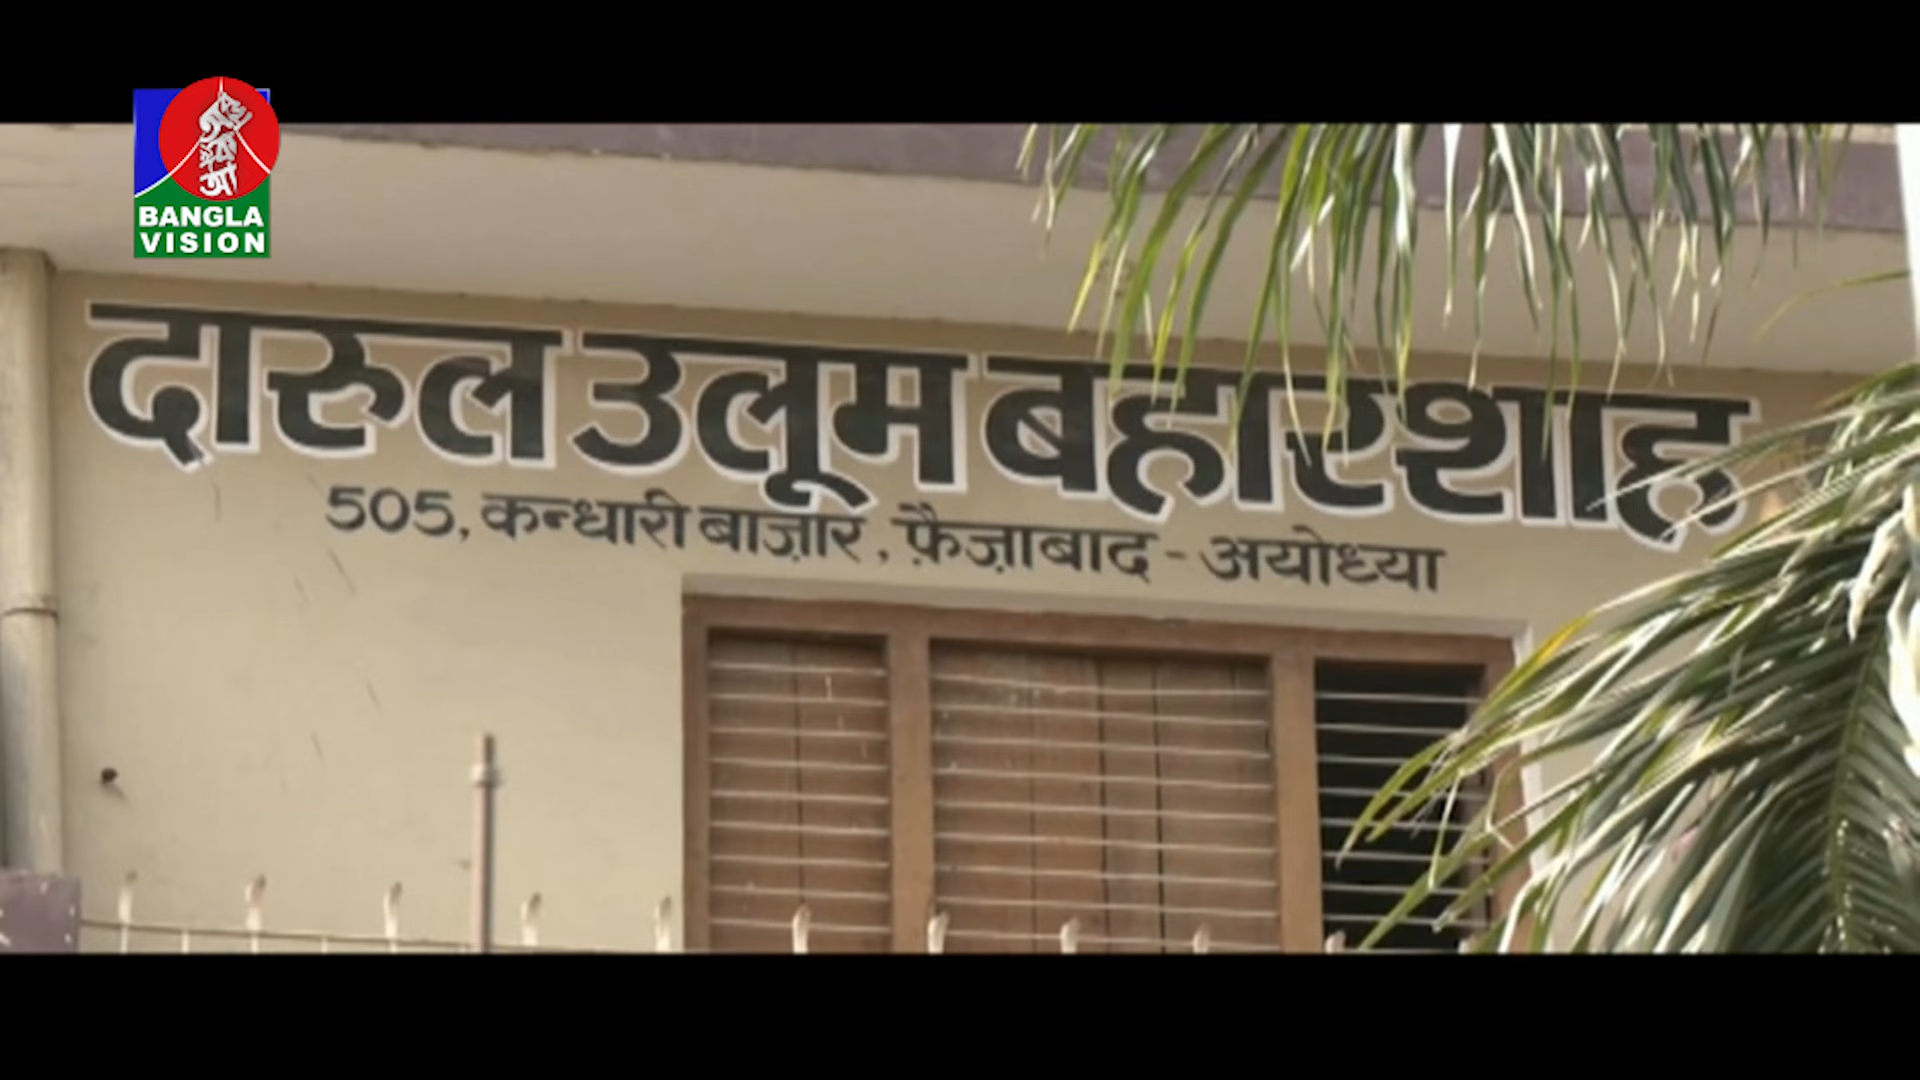 BANGLA
VISION
दारुल उलूम बहारशाह
505, कन्धारी बाज़ार, फ़ैज़ाबाद - अयोध्या